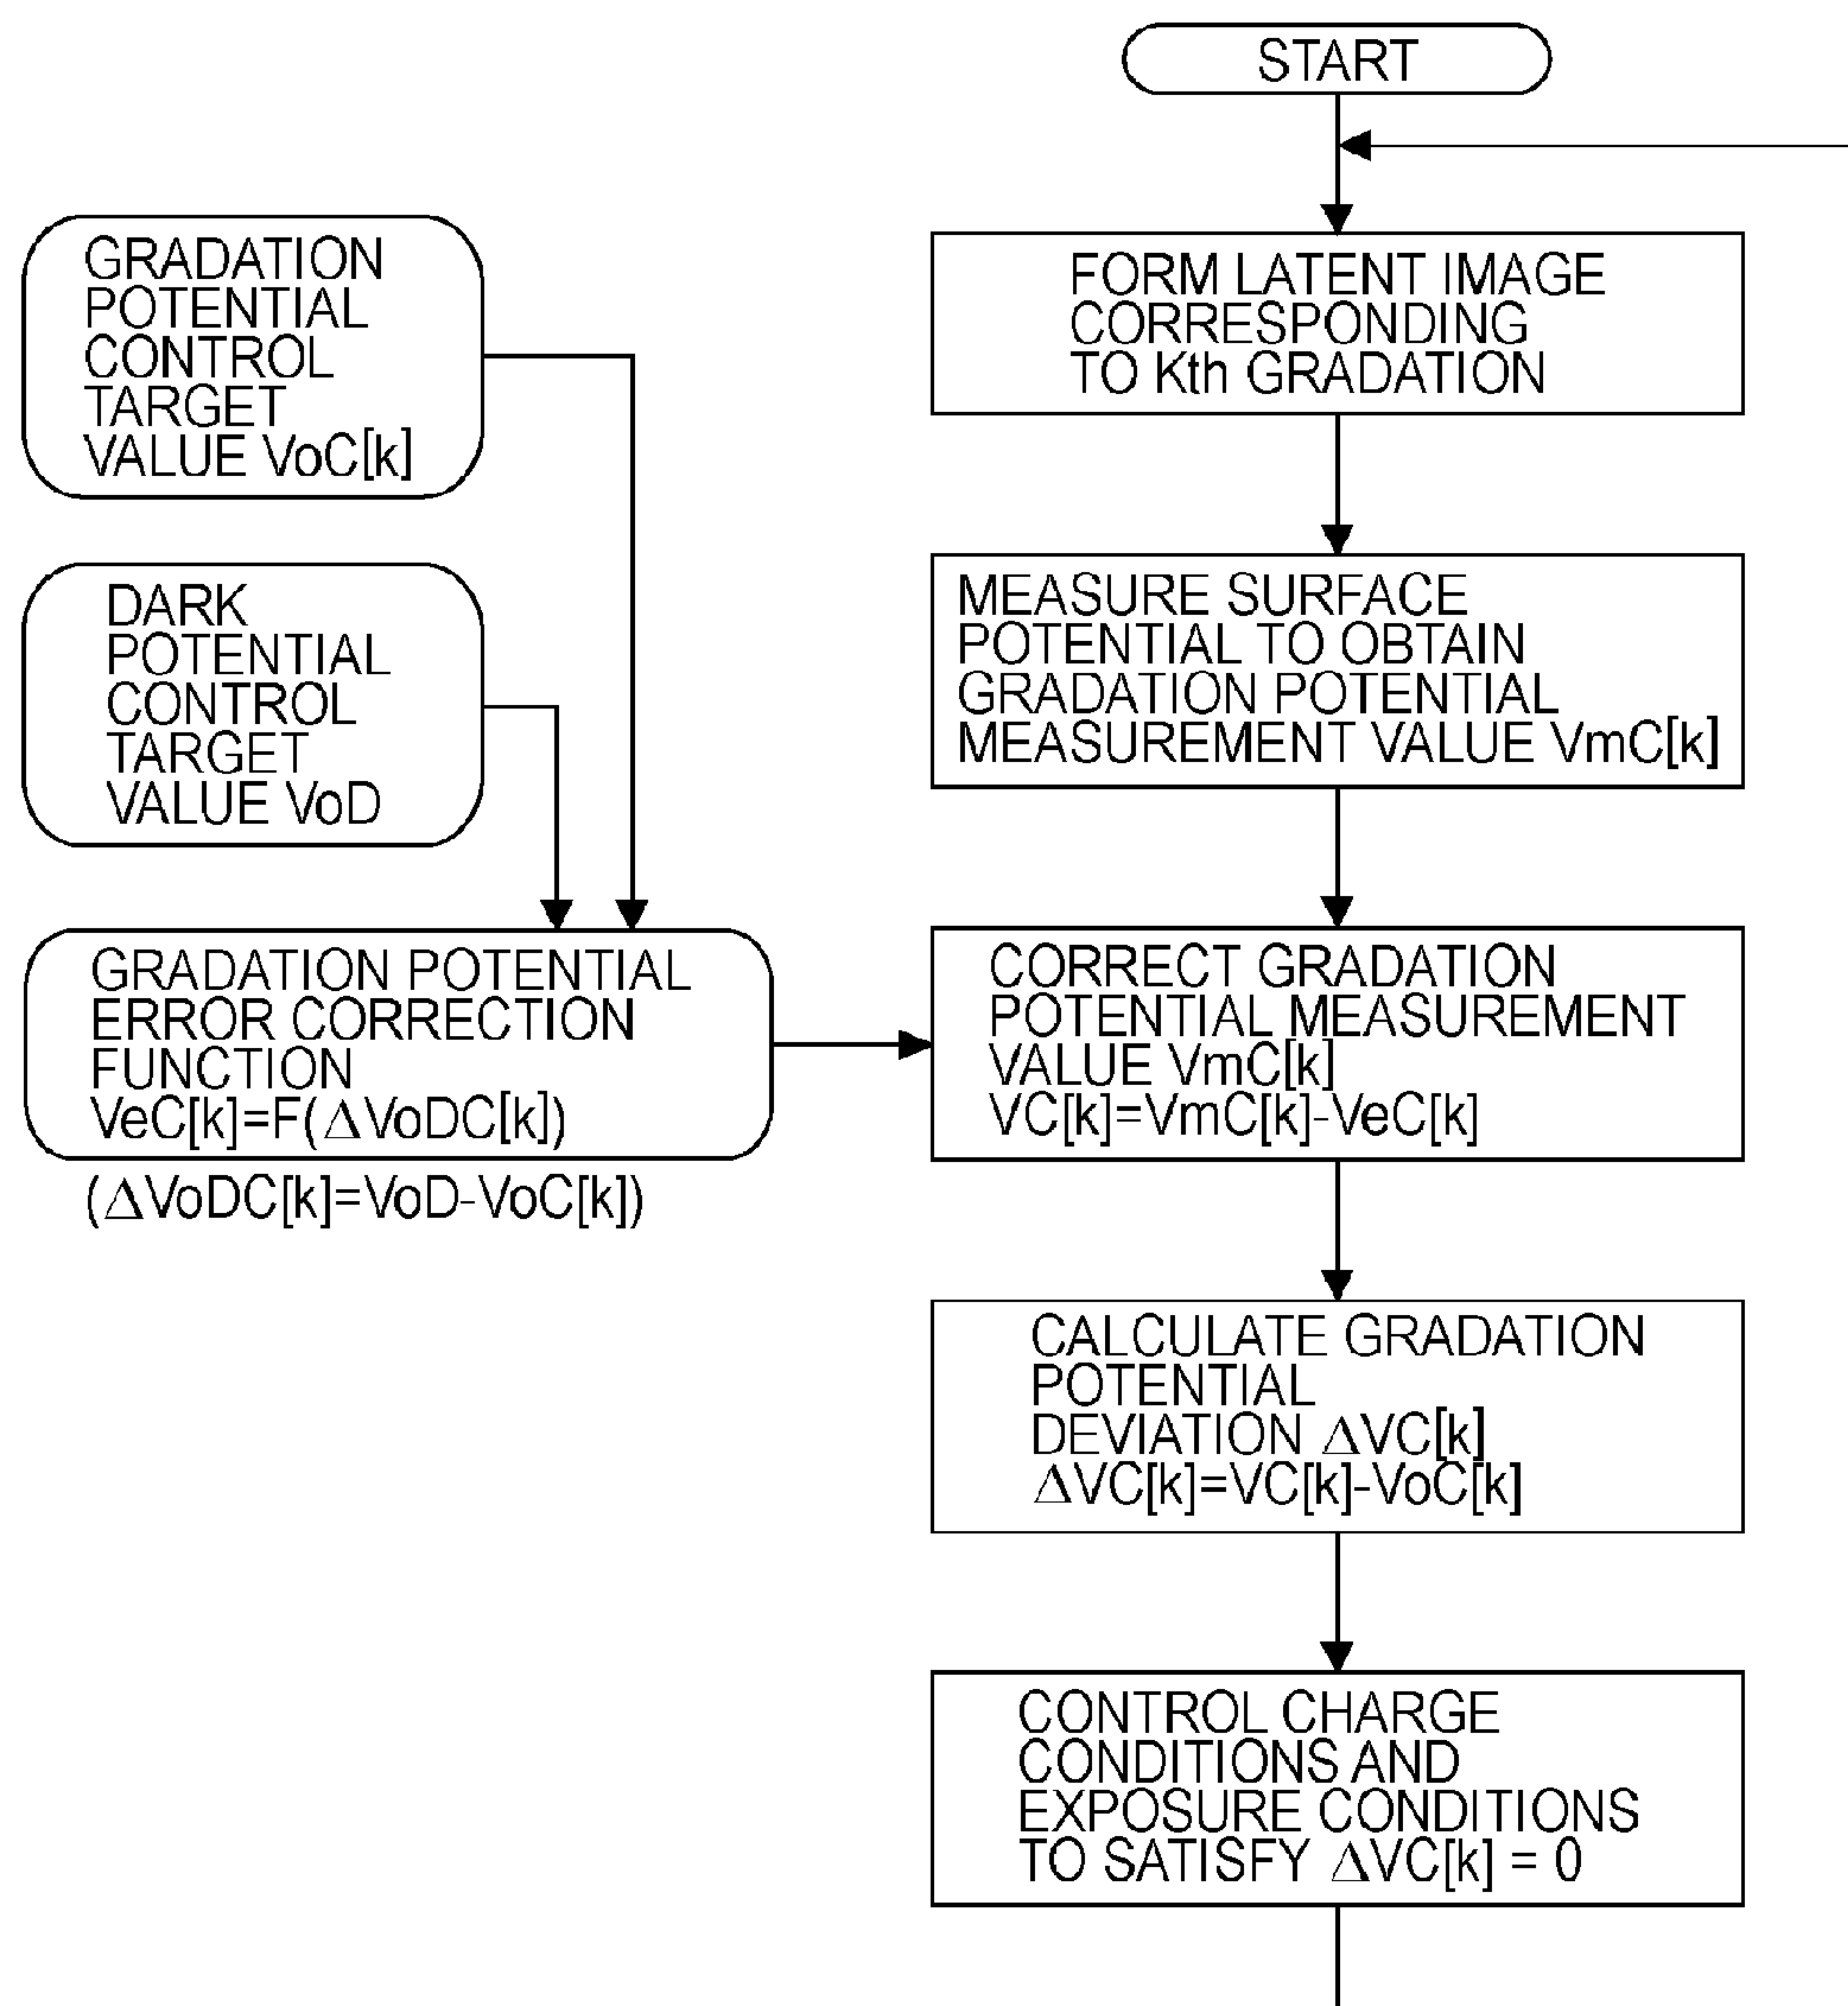 START
GRADATION
POTENTIAL
CONTROL
TARGET
VALUE VoC[k]
FORM LATENT IMAGE
CORRESPONDING
TO Kth GRADATION
DARK
POTENTIAL
CONTROL
TARGET
VALUE VoD
MEASURE SURFACE
POTENTIAL TO OBTAIN
GRADATION POTENTIAL
MEASUREMENT VALUE VmC[k]
GRADATION POTENTIAL
ERROR CORRECTION
FUNCTION
VeC[k]=F(ΔVoDC[k])
(ΔVoDC[k]=VoD-VoC[k])
CORRECT GRADATION
POTENTIAL MEASUREMENT
VALUE VmC[k]
VC[k]=VmC[k]-VeC[k]
CALCULATE GRADATION
POTENTIAL
DEVIATION ΔVC[k]
ΔVC[k]=VC[k]-VoC[k]
CONTROL CHARGE
CONDITIONS AND
EXPOSURE CONDITIONS
TO SATISFY ΔVC[k] = 0